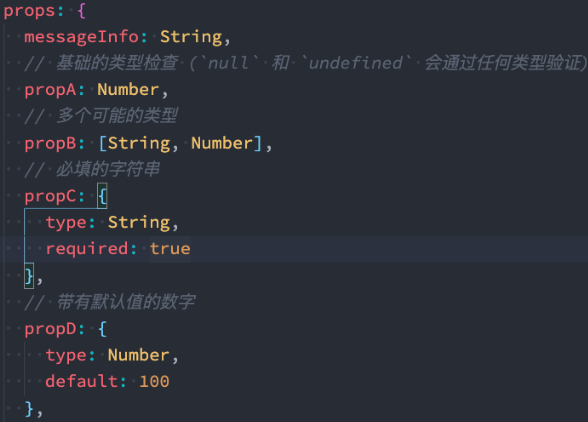 props: {
messageInfo: String,
// 基础的类型检查 (`null` 和 `undefined` 会通过任何类型验证)
propA: Number,
// 多个可能的类型
propB: [String, Number],
// 必填的字符串
propC: {
type: String,
required: true
},
// 带有默认值的数字
propD: {
type: Number,
default: 100
},